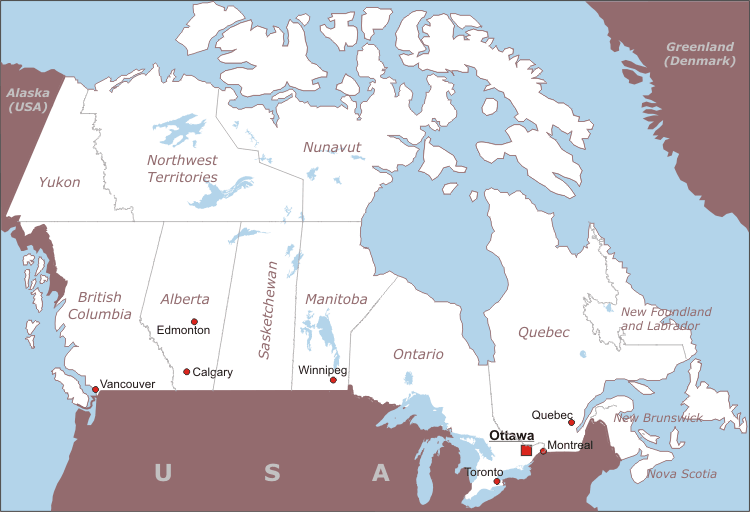 Greenland
(Denmark)
Alaska
(USA)
Nunavut
Northwest
Territories
Yukon
British
Columbia
Alberta
Sasketchewan
Manitoba
New Foundland
and Labrador
Edmonton
Quebec
Ontario
Calgary
Winnipeg
Vancouver
Quebec
New Brunswick
Ottawa
Montreal
Toronto
Nova Scotia
U S A